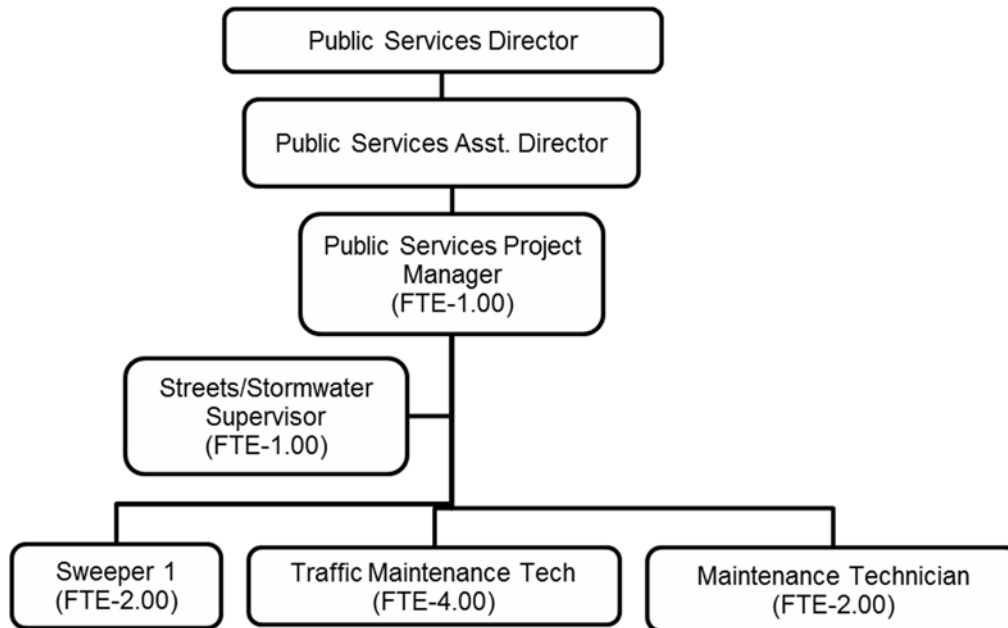 Public Services Director
Public Services Asst. Director
Public Services Project
Manager
(FTE-1.00)
Streets/Stormwater
Supervisor
(FTE-1.00)
Sweeper 1
(FTE-2.00)
Traffic Maintenance Tech
(FTE-4.00)
Maintenance Technician
(FTE-2.00)